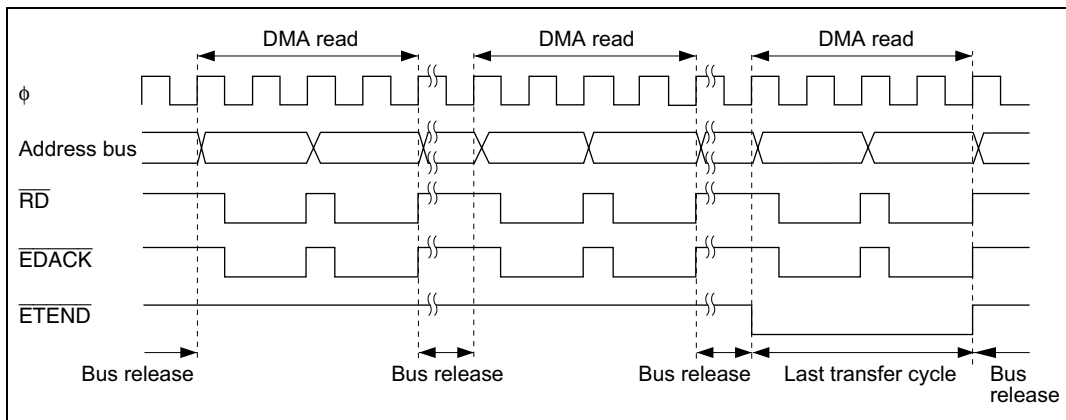 DMA read DMA read DMA read
ϕ
Address bus
RD
EDACK
ETEND
Bus release Bus release Bus release Last transfer cycle Bus
release